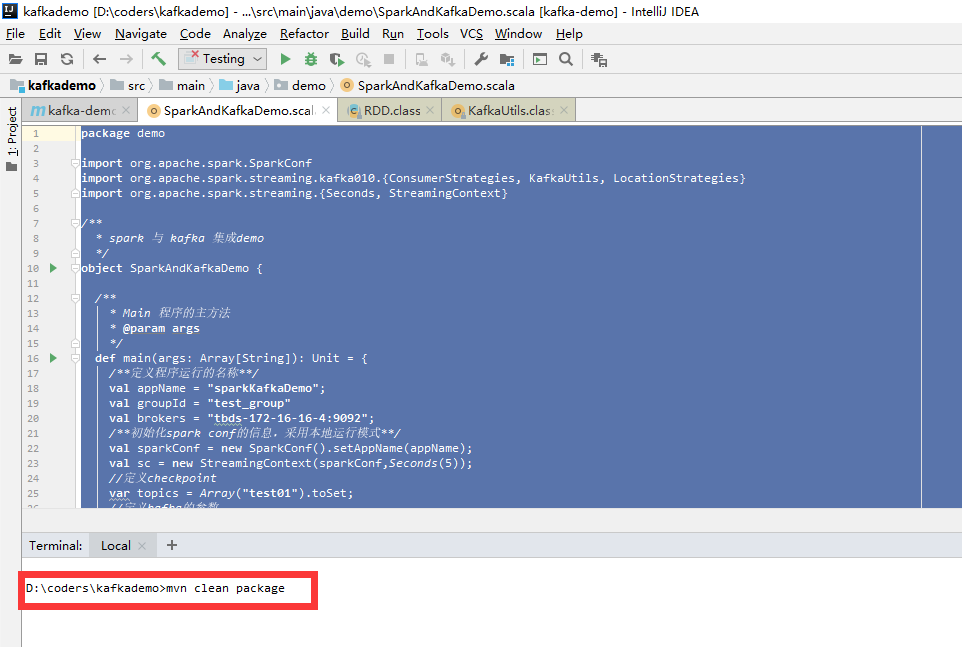 kafkademo [D:\coders\kafkademo] - ...\src\main\java\demo\SparkAndKafkaDemo.scala [kafka-demo] - IntelliJ IDEA
File Edit View Navigate Code Analyze Refactor Build Run Tools VCS Window Help
Testing
kafkademo src main java demo SparkAndKafkaDemo.scala
1: Project
kafka-demo SparkAndKafkaDemo.scala RDD.class KafkaUtils.class
1 package demo
2
3 import org.apache.spark.SparkConf
4 import org.apache.spark.streaming.kafka010.{ConsumerStrategies, KafkaUtils, LocationStrategies}
5 import org.apache.spark.streaming.{Seconds, StreamingContext}
6
7 /**
8 * spark 与 kafka 集成demo
9 */
10 object SparkAndKafkaDemo {
11
12 /**
13 * Main 程序的主方法
14 * @param args
15 */
16 def main(args: Array[String]): Unit = {
17 /**定义程序运行的名称**/
18 val appName = "sparkKafkaDemo";
19 val groupId = "test_group"
20 val brokers = "tbds-172-16-16-4:9092";
21 /**初始化spark conf的信息，采用本地运行模式**/
22 val sparkConf = new SparkConf().setAppName(appName);
23 val sc = new StreamingContext(sparkConf,Seconds(5));
24 //定义checkpoint
25 var topics = Array("test01").toSet;
26 //定义kafka的参数
Terminal: Local
D:\coders\kafkademo>mvn clean package